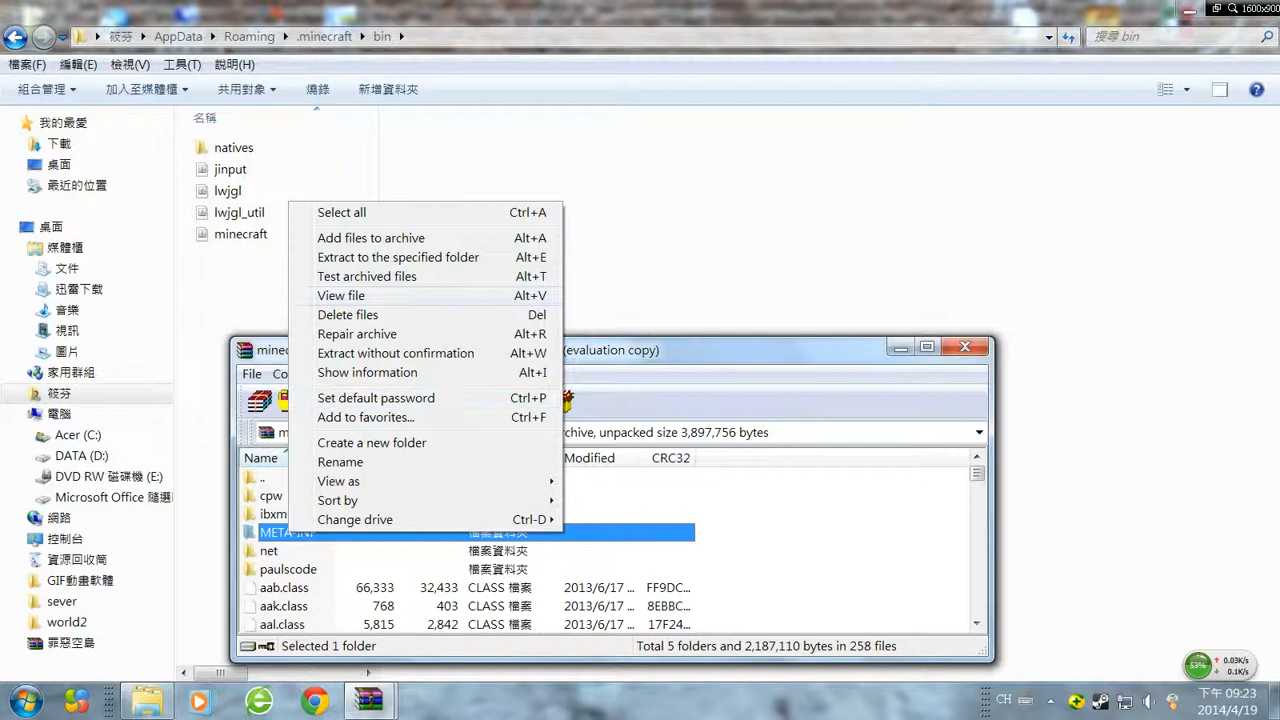 1600x900
筱芬 AppData Roaming .minecraft bin
搜尋 bin
檔案(F) 編輯(E) 檢視(V) 工具(T) 說明(H)
組合管理 加入至媒體櫃 共用對象 燒錄 新增資料夾
我的最愛
下載
桌面
最近的位置
桌面
媒體櫃
文件
迅雷下載
音樂
視訊
圖片
家用群組
筱芬
電腦
Acer (C:)
DATA (D:)
DVD RW 磁碟機 (E:)
Microsoft Office 隨選
網路
控制台
資源回收筒
GIF動畫軟體
sever
world2
罪惡空島
名稱
natives
jinput
lwjgl
lwjgl_util
minecraft
Select all Ctrl+A
Add files to archive Alt+A
Extract to the specified folder Alt+E
Test archived files Alt+T
View file Alt+V
Delete files Del
Repair archive Alt+R
Extract without confirmation Alt+W
Show information Alt+I
Set default password Ctrl+P
Add to favorites... Ctrl+F
Create a new folder
Rename
View as
Sort by
Change drive Ctrl-D
(evaluation copy)
File
unpacked size 3,897,756 bytes
Name Modified CRC32
..
cpw
ibxm
META-INF 檔案資料夾
net 檔案資料夾
paulscode 檔案資料夾
aab.class 66,333 32,433 CLASS 檔案 2013/6/17 ... FF9DC...
aak.class 768 403 CLASS 檔案 2013/6/17 ... 8EBBC...
aal.class 5,815 2,842 CLASS 檔案 2013/6/17 ... 17F24...
Selected 1 folder Total 5 folders and 2,187,110 bytes in 258 files
53% 0.03K/s
0.1K/s
CH
下午 09:23
2014/4/19